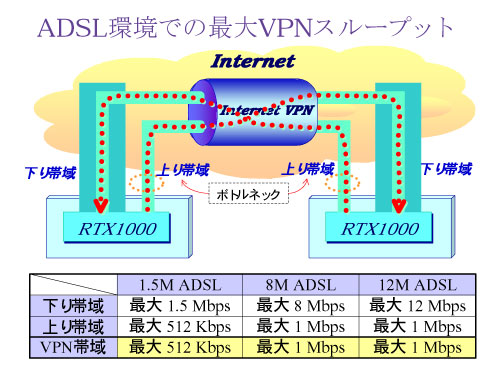 ADSL環境での最大VPNスループット
Internet
Internet VPN
下り帯域
上り帯域
上り帯域
下り帯域
ボトルネック
RTX1000
RTX1000
1.5M ADSL 8M ADSL 12M ADSL
下り帯域 最大 1.5 Mbps 最大 8 Mbps 最大 12 Mbps
上り帯域 最大 512 Kbps 最大 1 Mbps 最大 1 Mbps
VPN帯域 最大 512 Kbps 最大 1 Mbps 最大 1 Mbps